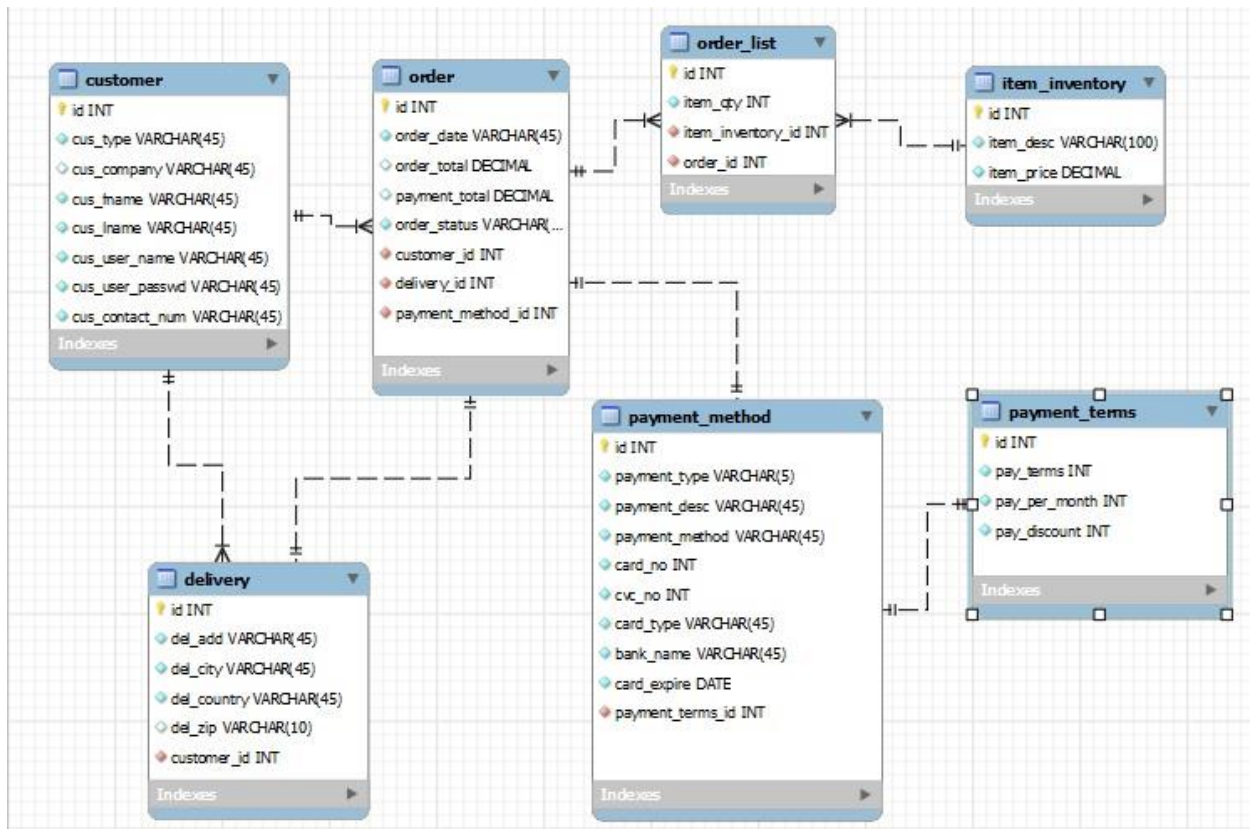 customer
id INT
cus_type VARCHAR(45)
cus_company VARCHAR(45)
cus_fname VARCHAR(45)
cus_lname VARCHAR(45)
cus_user_name VARCHAR(45)
cus_user_passwd VARCHAR(45)
cus_contact_num VARCHAR(45)
Indexes
order
id INT
order_date VARCHAR(45)
order_total DECIMAL
payment_total DECIMAL
order_status VARCHAR(...
customer_id INT
delivery_id INT
payment_method_id INT
Indexes
order_list
id INT
item_qty INT
item_inventory_id INT
order_id INT
Indexes
item_inventory
id INT
item_desc VARCHAR(100)
item_price DECIMAL
Indexes
delivery
id INT
del_add VARCHAR(45)
del_city VARCHAR(45)
del_country VARCHAR(45)
del_zip VARCHAR(10)
customer_id INT
Indexes
payment_method
id INT
payment_type VARCHAR(5)
payment_desc VARCHAR(45)
payment_method VARCHAR(45)
card_no INT
cvc_no INT
card_type VARCHAR(45)
bank_name VARCHAR(45)
card_expire DATE
payment_terms_id INT
Indexes
payment_terms
id INT
pay_terms INT
pay_per_month INT
pay_discount INT
Indexes